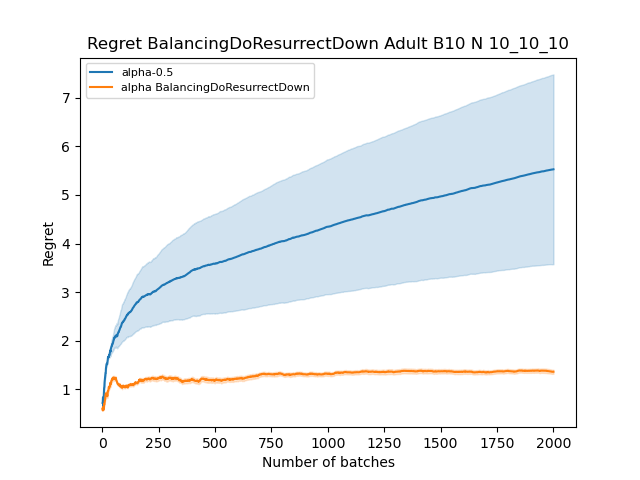 Regret BalancingDoResurrectDown Adult B10 N 10_10_10
alpha-0.5
alpha BalancingDoResurrectDown
Regret
7
6
5
4
3
2
1
0 250 500 750 1000 1250 1500 1750 2000
Number of batches